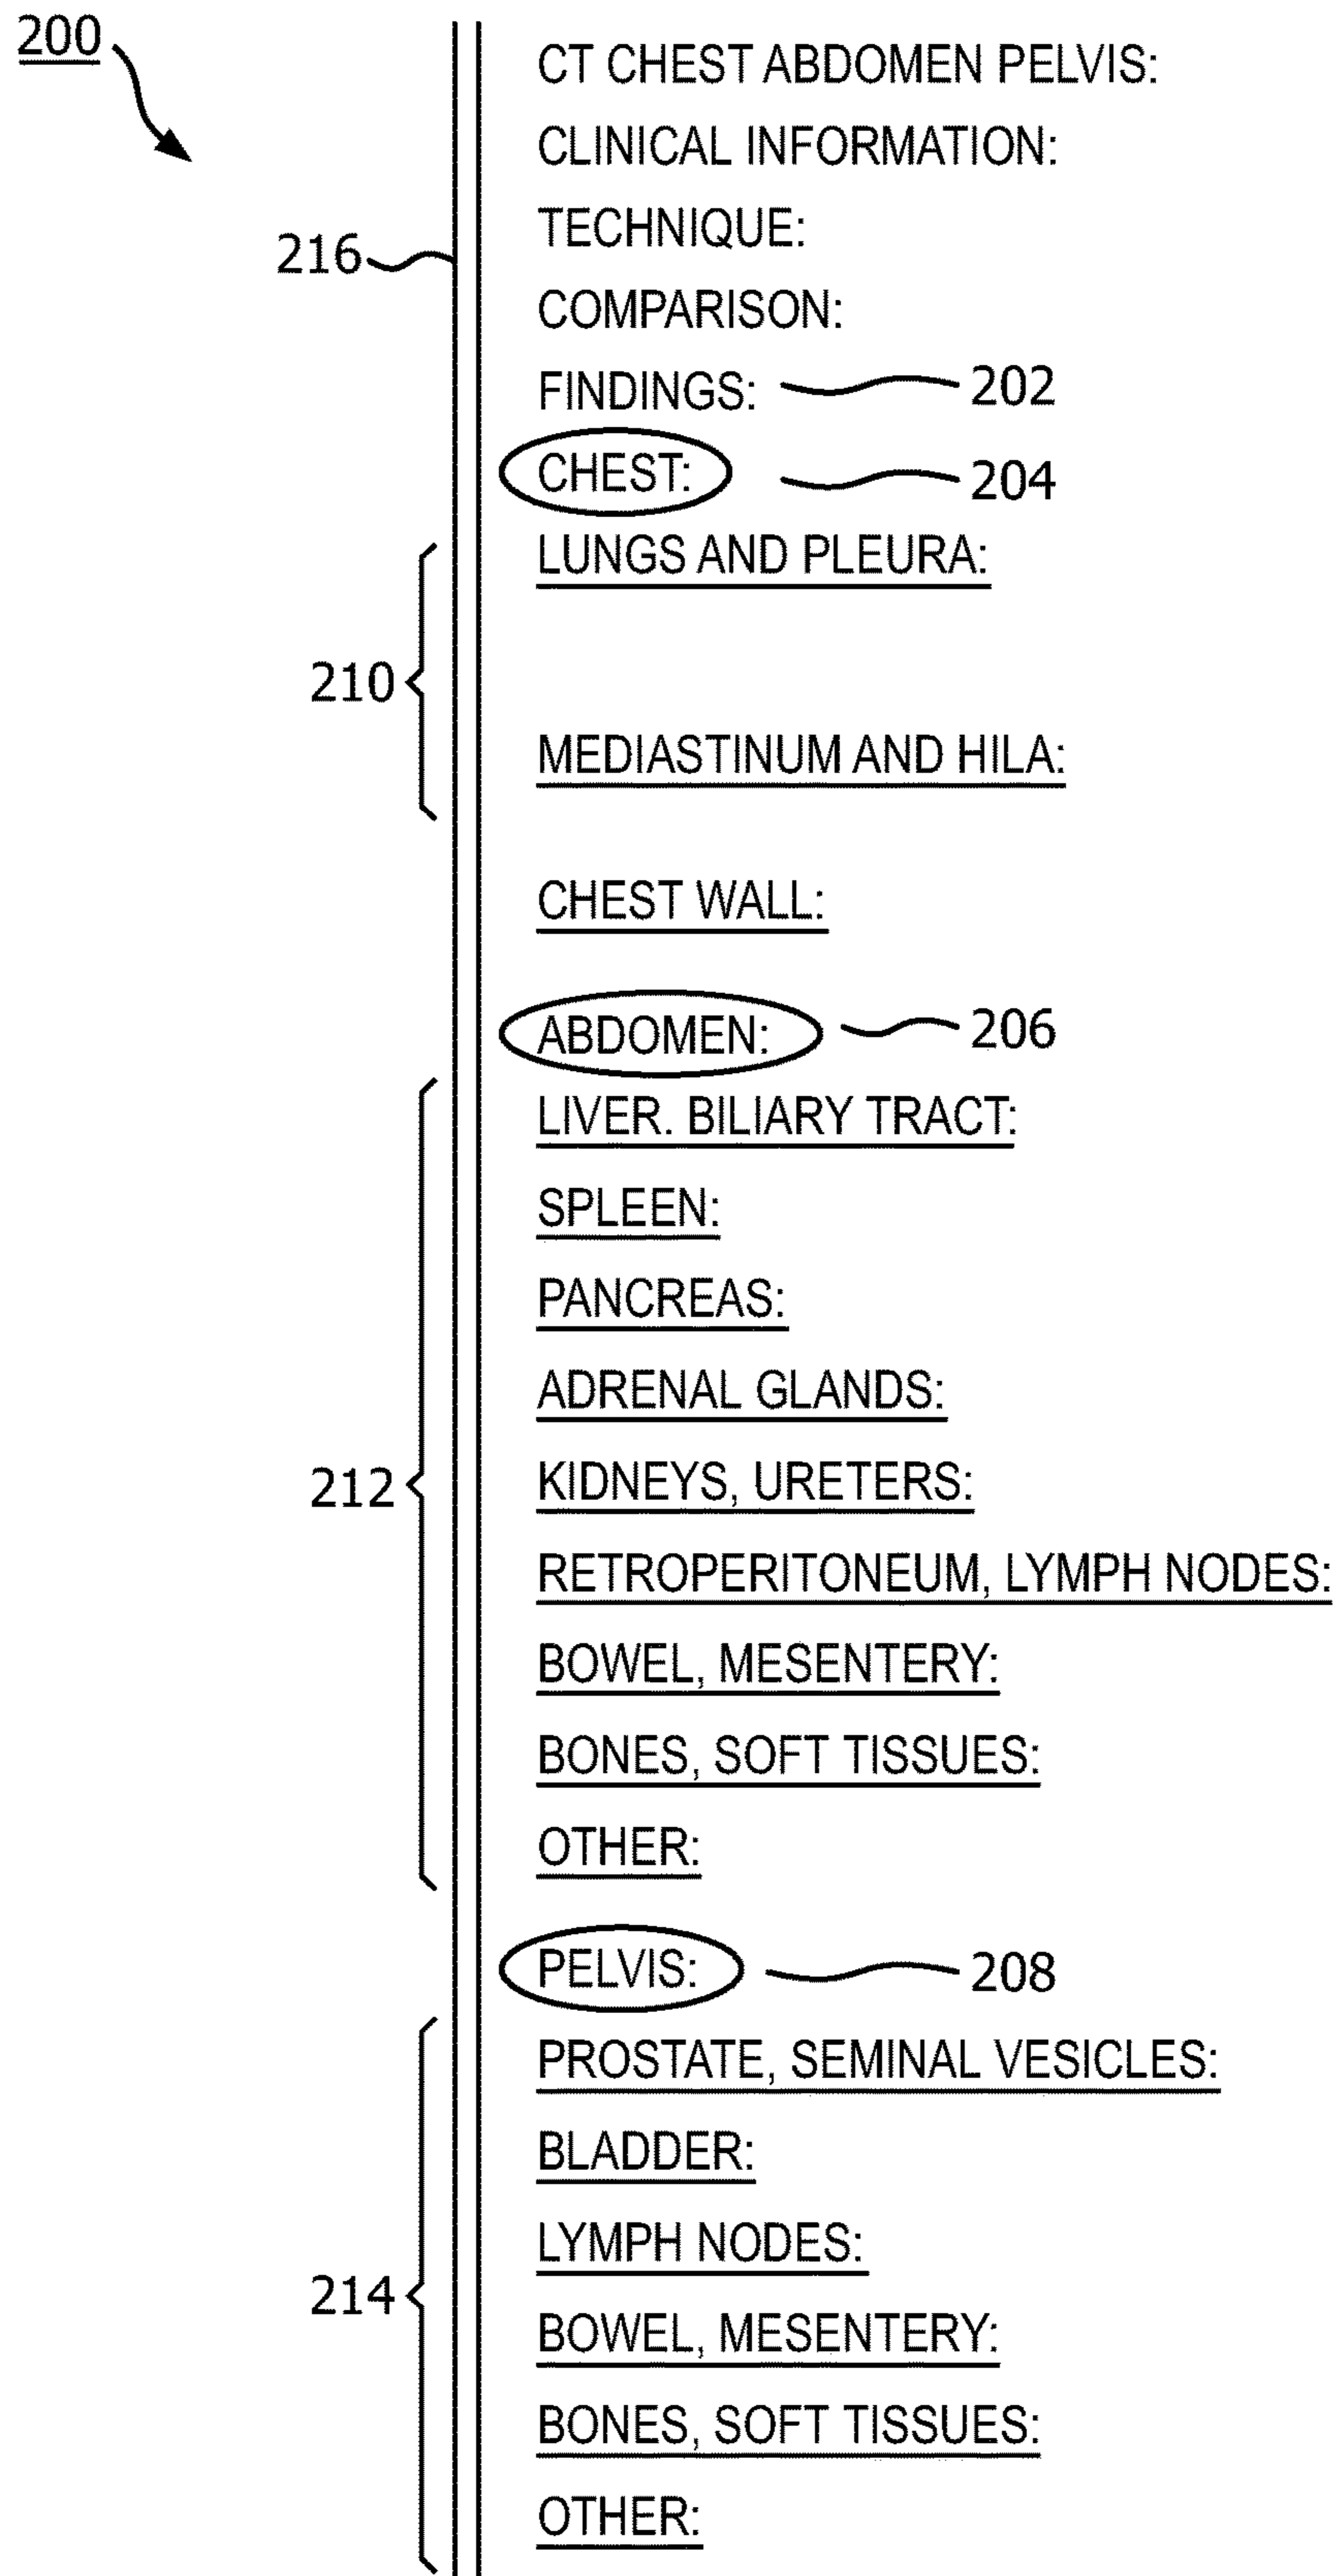 200
CT CHEST ABDOMEN PELVIS:
CLINICAL INFORMATION:
TECHNIQUE:
216
COMPARISON:
FINDINGS: 202
CHEST: 204
LUNGS AND PLEURA:
210
MEDIASTINUM AND HILA:
CHEST WALL:
ABDOMEN: 206
LIVER. BILIARY TRACT:
SPLEEN:
PANCREAS:
ADRENAL GLANDS:
212
KIDNEYS, URETERS:
RETROPERITONEUM, LYMPH NODES:
BOWEL, MESENTERY:
BONES, SOFT TISSUES:
OTHER:
PELVIS: 208
PROSTATE, SEMINAL VESICLES:
BLADDER:
LYMPH NODES:
214
BOWEL, MESENTERY:
BONES, SOFT TISSUES:
OTHER: